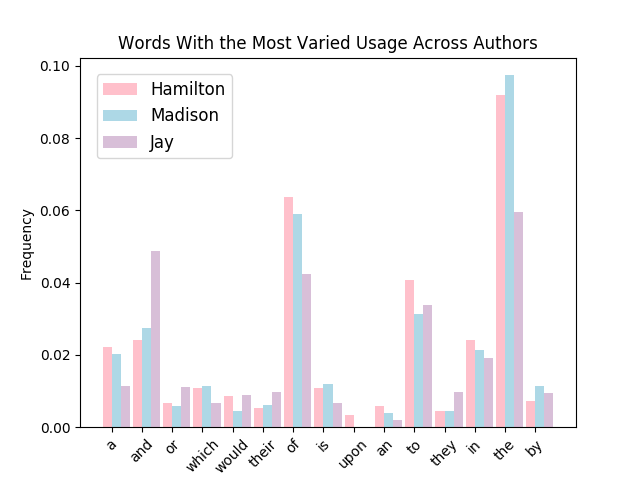 Words With the Most Varied Usage Across Authors
Hamilton
Madison
Jay
Frequency
0.10
0.08
0.06
0.04
0.02
0.00
a
and
or
which
would
their
of
is
upon
an
to
they
in
the
by